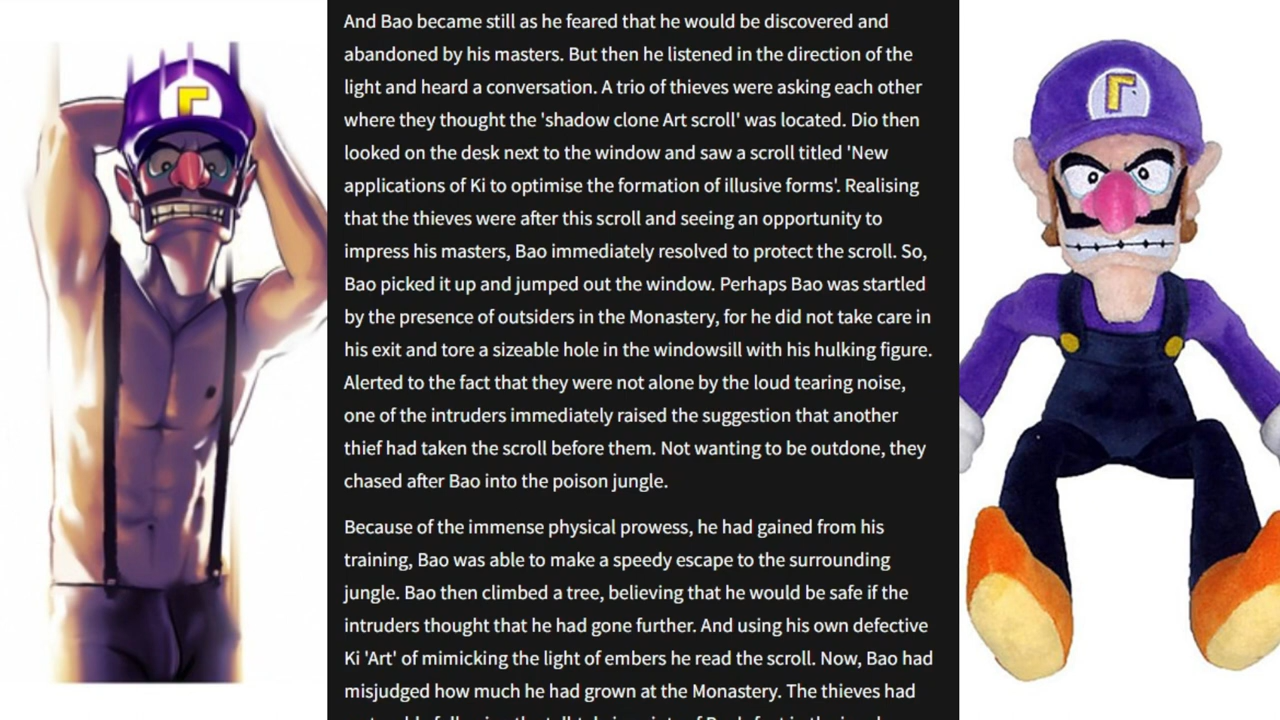 And Bao became still as he feared that he would be discovered and
abandoned by his masters. But then he listened in the direction of the
light and heard a conversation. A trio of thieves were asking each other
where they thought the 'shadow clone Art scroll' was located. Dio then
looked on the desk next to the window and saw a scroll titled 'New
applications of Ki to optimise the formation of illusive forms'. Realising
that the thieves were after this scroll and seeing an opportunity to
impress his masters, Bao immediately resolved to protect the scroll. So,
Bao picked it up and jumped out the window. Perhaps Bao was startled
by the presence of outsiders in the Monastery, for he did not take care in
his exit and tore a sizeable hole in the windowsill with his hulking figure.
Alerted to the fact that they were not alone by the loud tearing noise,
one of the intruders immediately raised the suggestion that another
thief had taken the scroll before them. Not wanting to be outdone, they
chased after Bao into the poison jungle.
Because of the immense physical prowess, he had gained from his
training, Bao was able to make a speedy escape to the surrounding
jungle. Bao then climbed a tree, believing that he would be safe if the
intruders thought that he had gone further. And using his own defective
Ki 'Art' of mimicking the light of embers he read the scroll. Now, Bao had
misjudged how much he had grown at the Monastery. The thieves had